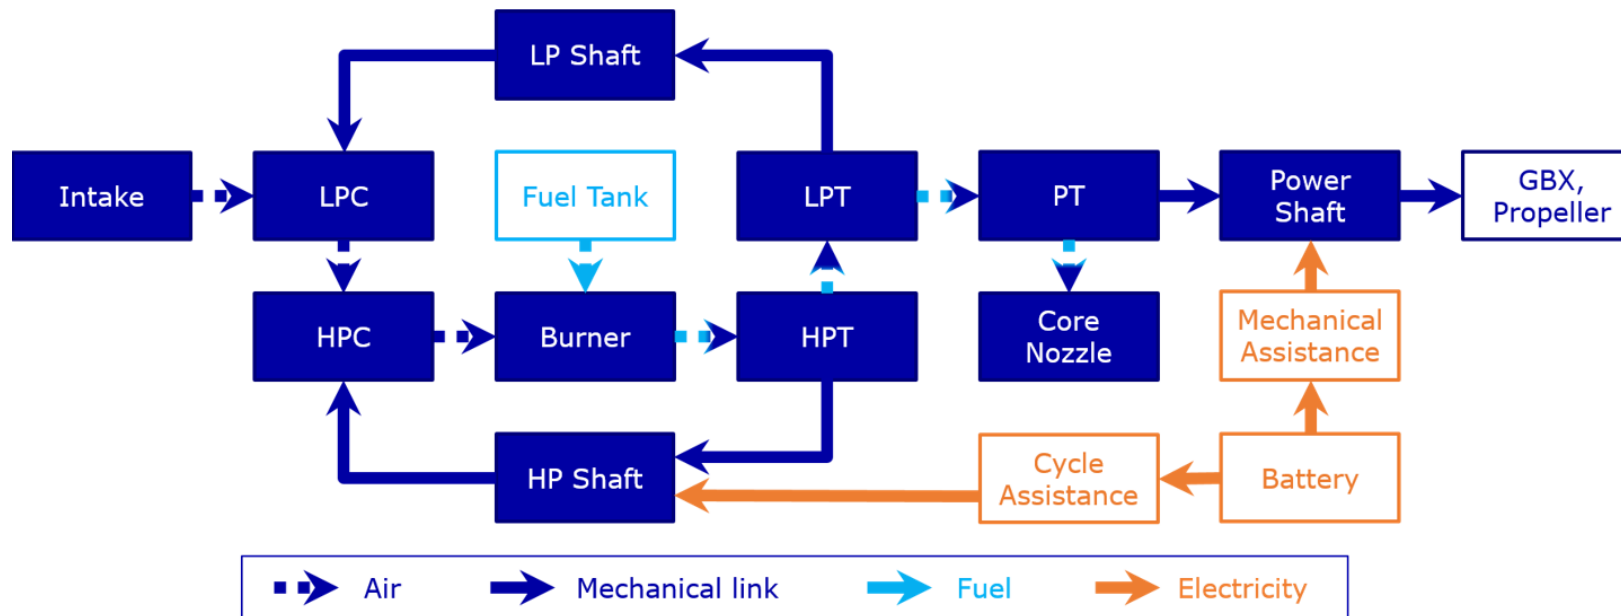 LP Shaft
Intake
LPC
Fuel Tank
LPT
PT
Power
Shaft
GBX,
Propeller
HPC
Burner
HPT
Core
Nozzle
Mechanical
Assistance
HP Shaft
Cycle
Assistance
Battery
Air
Mechanical link
Fuel
Electricity